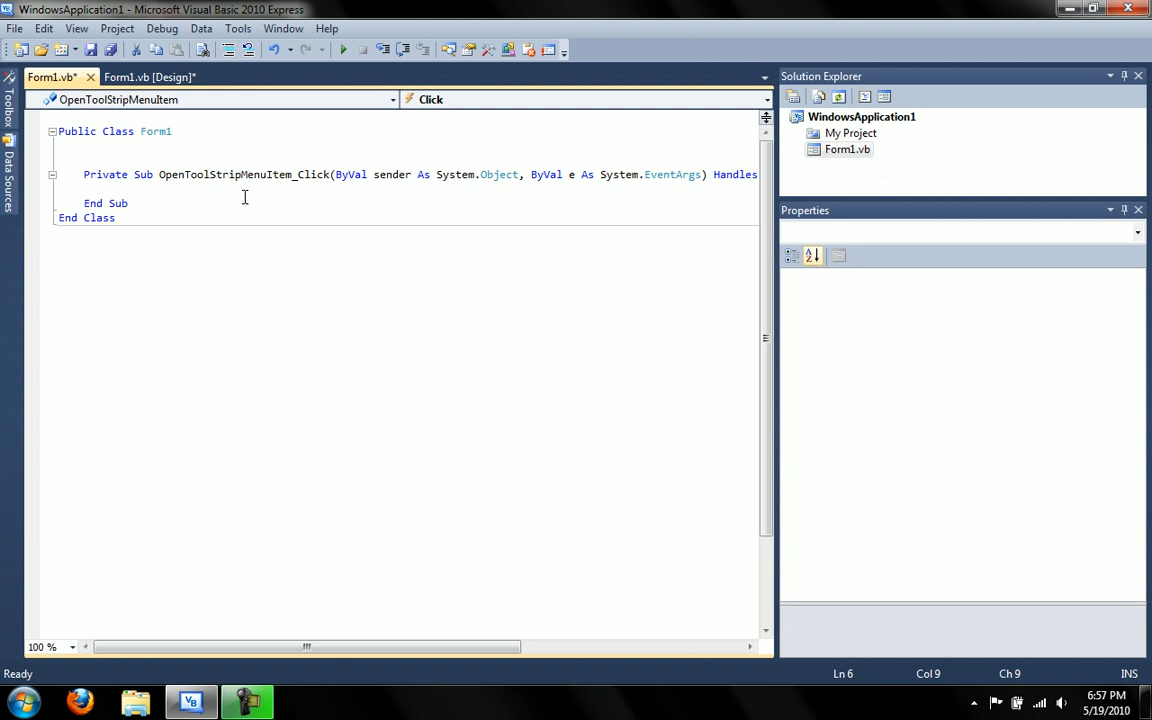 WindowsApplication1 - Microsoft Visual Basic 2010 Express
File Edit View Project Debug Data Tools Window Help
Form1.vb* Form1.vb [Design]*
OpenToolStripMenuItem Click
Toolbox
Data Sources
Public Class Form1
Private Sub OpenToolStripMenuItem_Click(ByVal sender As System.Object, ByVal e As System.EventArgs) Handles
End Sub
End Class
100 %
Solution Explorer
WindowsApplication1
My Project
Form1.vb
Properties
Ready Ln 6 Col 9 Ch 9 INS
6:57 PM
5/19/2010